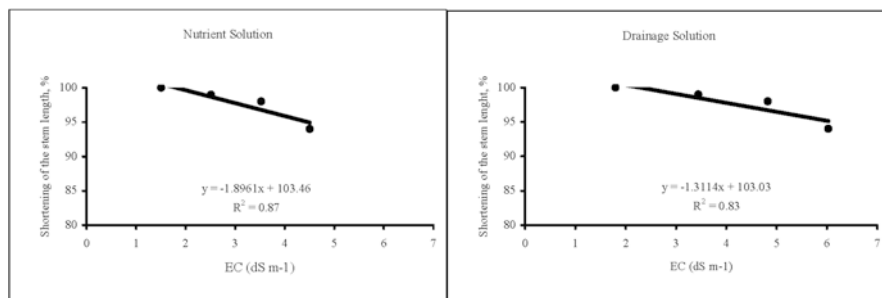 Nutrient Solution
Shortening of the stem length, %
100
95
90
85
80
y = -1.8961x + 103.46
R² = 0.87
0 1 2 3 4 5 6 7
EC (dS m-1)
Drainage Solution
Shortening of the stem lenght, %
100
95
90
85
80
y = -1.3114x + 103.03
R² = 0.83
0 1 2 3 4 5 6 7
EC (dS m-1)